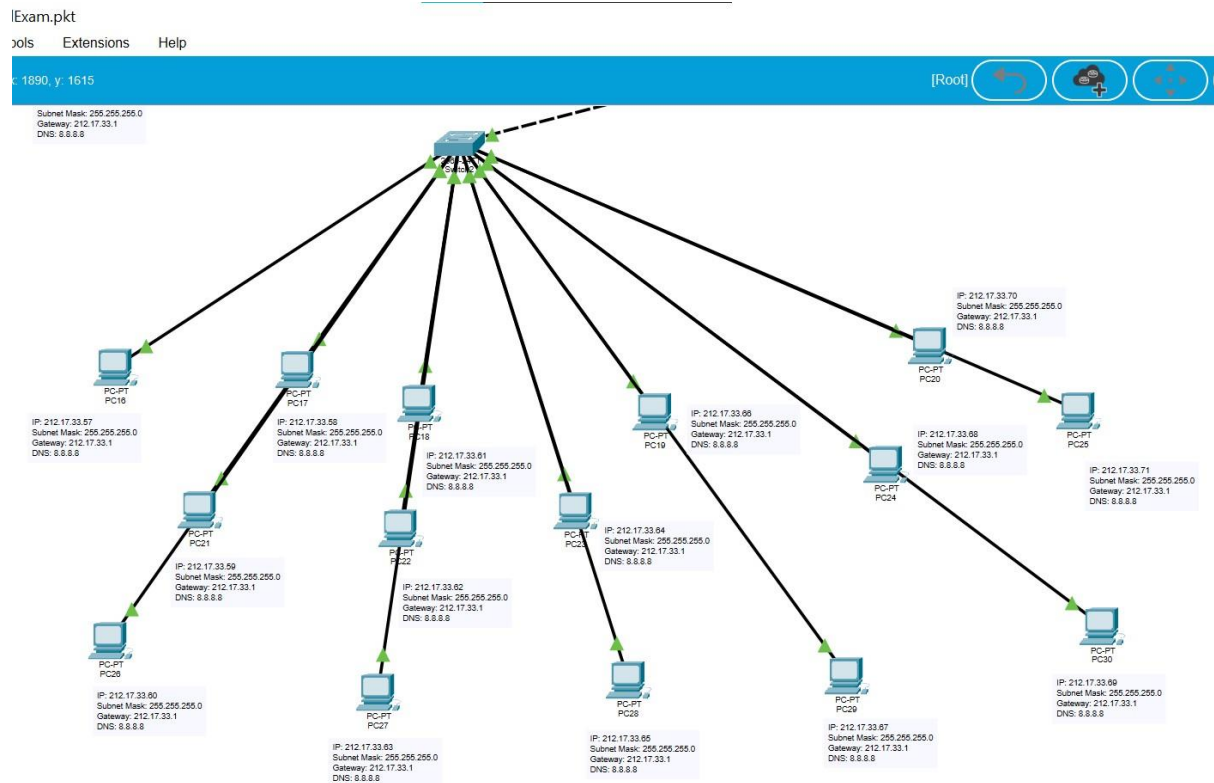 lExam.pkt
ools Extensions Help
x: 1890, y: 1615
[Root]
Subnet Mask: 255.255.255.0
Gateway: 212.17.33.1
DNS: 8.8.8.8
Switch2
IP: 212.17.33.70
Subnet Mask: 255.255.255.0
Gateway: 212.17.33.1
DNS: 8.8.8.8
PC-PT
PC20
PC-PT
PC16
PC-PT
PC17
PC-PT
PC18
PC-PT
PC19
PC-PT
PC25
IP: 212.17.33.57
Subnet Mask: 255.255.255.0
Gateway: 212.17.33.1
DNS: 8.8.8.8
IP: 212.17.33.58
Subnet Mask: 255.255.255.0
Gateway: 212.17.33.1
DNS: 8.8.8.8
IP: 212.17.33.66
Subnet Mask: 255.255.255.0
Gateway: 212.17.33.1
DNS: 8.8.8.8
IP: 212.17.33.68
Subnet Mask: 255.255.255.0
Gateway: 212.17.33.1
DNS: 8.8.8.8
IP: 212.17.33.61
Subnet Mask: 255.255.255.0
Gateway: 212.17.33.1
DNS: 8.8.8.8
IP: 212.17.33.71
Subnet Mask: 255.255.255.0
Gateway: 212.17.33.1
DNS: 8.8.8.8
PC-PT
PC24
PC-PT
PC21
PC-PT
PC22
PC-PT
PC23
IP: 212.17.33.64
Subnet Mask: 255.255.255.0
Gateway: 212.17.33.1
DNS: 8.8.8.8
IP: 212.17.33.59
Subnet Mask: 255.255.255.0
Gateway: 212.17.33.1
DNS: 8.8.8.8
IP: 212.17.33.62
Subnet Mask: 255.255.255.0
Gateway: 212.17.33.1
DNS: 8.8.8.8
PC-PT
PC26
PC-PT
PC27
PC-PT
PC28
PC-PT
PC29
PC-PT
PC30
IP: 212.17.33.60
Subnet Mask: 255.255.255.0
Gateway: 212.17.33.1
DNS: 8.8.8.8
IP: 212.17.33.63
Subnet Mask: 255.255.255.0
Gateway: 212.17.33.1
DNS: 8.8.8.8
IP: 212.17.33.65
Subnet Mask: 255.255.255.0
Gateway: 212.17.33.1
DNS: 8.8.8.8
IP: 212.17.33.67
Subnet Mask: 255.255.255.0
Gateway: 212.17.33.1
DNS: 8.8.8.8
IP: 212.17.33.69
Subnet Mask: 255.255.255.0
Gateway: 212.17.33.1
DNS: 8.8.8.8